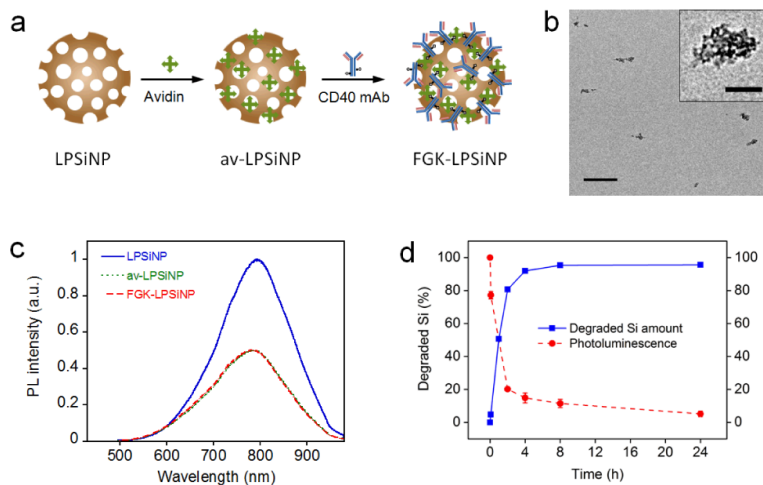 a
Avidin
CD40 mAb
LPSiNP
av-LPSiNP
FGK-LPSiNP
b
c
LPSiNP
av-LPSiNP
FGK-LPSiNP
PL intensity (a.u.)
1
0.8
0.6
0.4
0.2
0
500 600 700 800 900
Wavelength (nm)
d
Degraded Si (%)
100 100
80 80
60 60
40 40
20 20
0 0
Degraded Si amount
Photoluminescence
0 4 8 12 16 20 24
Time (h)